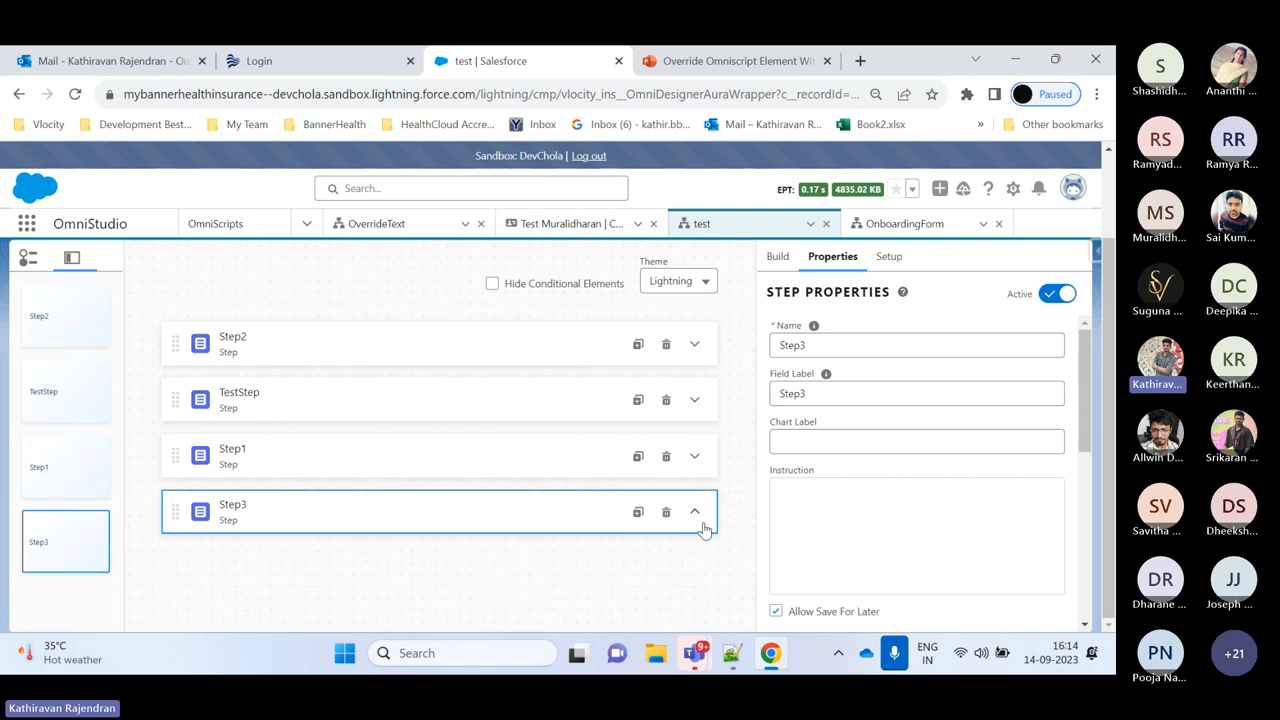 Mail - Kathiravan Rajendran - Ou
Login
test | Salesforce
Override Omniscript Element Wit
mybannerhealthinsurance--devchola.sandbox.lightning.force.com/lightning/cmp/vlocity_ins__OmniDesignerAuraWrapper?c__recordId=...
Paused
Vlocity
Development Best...
My Team
BannerHealth
HealthCloud Accre...
Inbox
Inbox (6) - kathir.bb...
Mail – Kathiravan R...
Book2.xlsx
»
Other bookmarks
Sandbox: DevChola | Log out
Search...
EPT: 0.17 s 4835.02 KB
OmniStudio
OmniScripts
OverrideText
Test Muralidharan | C...
test
OnboardingForm
Theme
Hide Conditional Elements
Lightning
Step2
TestStep
Step1
Step3
Step2
Step
TestStep
Step
Step1
Step
Step3
Step
Build
Properties
Setup
STEP PROPERTIES
Active
* Name
Step3
Field Label
Step3
Chart Label
Instruction
Allow Save For Later
35°C
Hot weather
Search
9+
ENG
IN
16:14
14-09-2023
Kathiravan Rajendran
S
Shashidh...
Ananthi ...
RS
Ramyad...
RR
Ramya R...
MS
Muralidh...
Sai Kum...
SV
Suguna ...
DC
Deepika ...
Kathirav...
KR
Keerthan...
Allwin D...
Srikaran ...
SV
Savitha ...
DS
Dheeksh...
DR
Dharane ...
JJ
Joseph ...
PN
Pooja Na...
+21